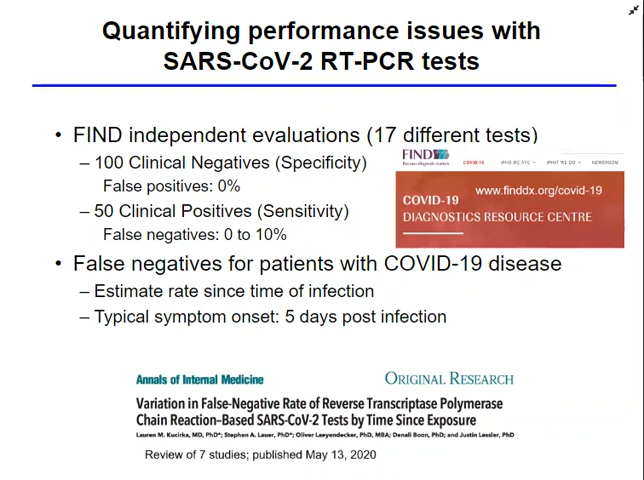 Quantifying performance issues with
SARS-CoV-2 RT-PCR tests
• FIND independent evaluations (17 different tests)
– 100 Clinical Negatives (Specificity)
False positives: 0%
– 50 Clinical Positives (Sensitivity)
False negatives: 0 to 10%
FIND
COVID-19
WHO WE ARE
WHAT WE DO
NEWSROOM
www.finddx.org/covid-19
COVID-19
DIAGNOSTICS RESOURCE CENTRE
• False negatives for patients with COVID-19 disease
– Estimate rate since time of infection
– Typical symptom onset: 5 days post infection
Annals of Internal Medicine
ORIGINAL RESEARCH
Variation in False-Negative Rate of Reverse Transcriptase Polymerase
Chain Reaction–Based SARS-CoV-2 Tests by Time Since Exposure
Lauren M. Kucirka, MD, PhD*; Stephen A. Lauer, PhD*; Oliver Laeyendecker, PhD, MBA; Denali Boon, PhD; and Justin Lessler, PhD
Review of 7 studies; published May 13, 2020